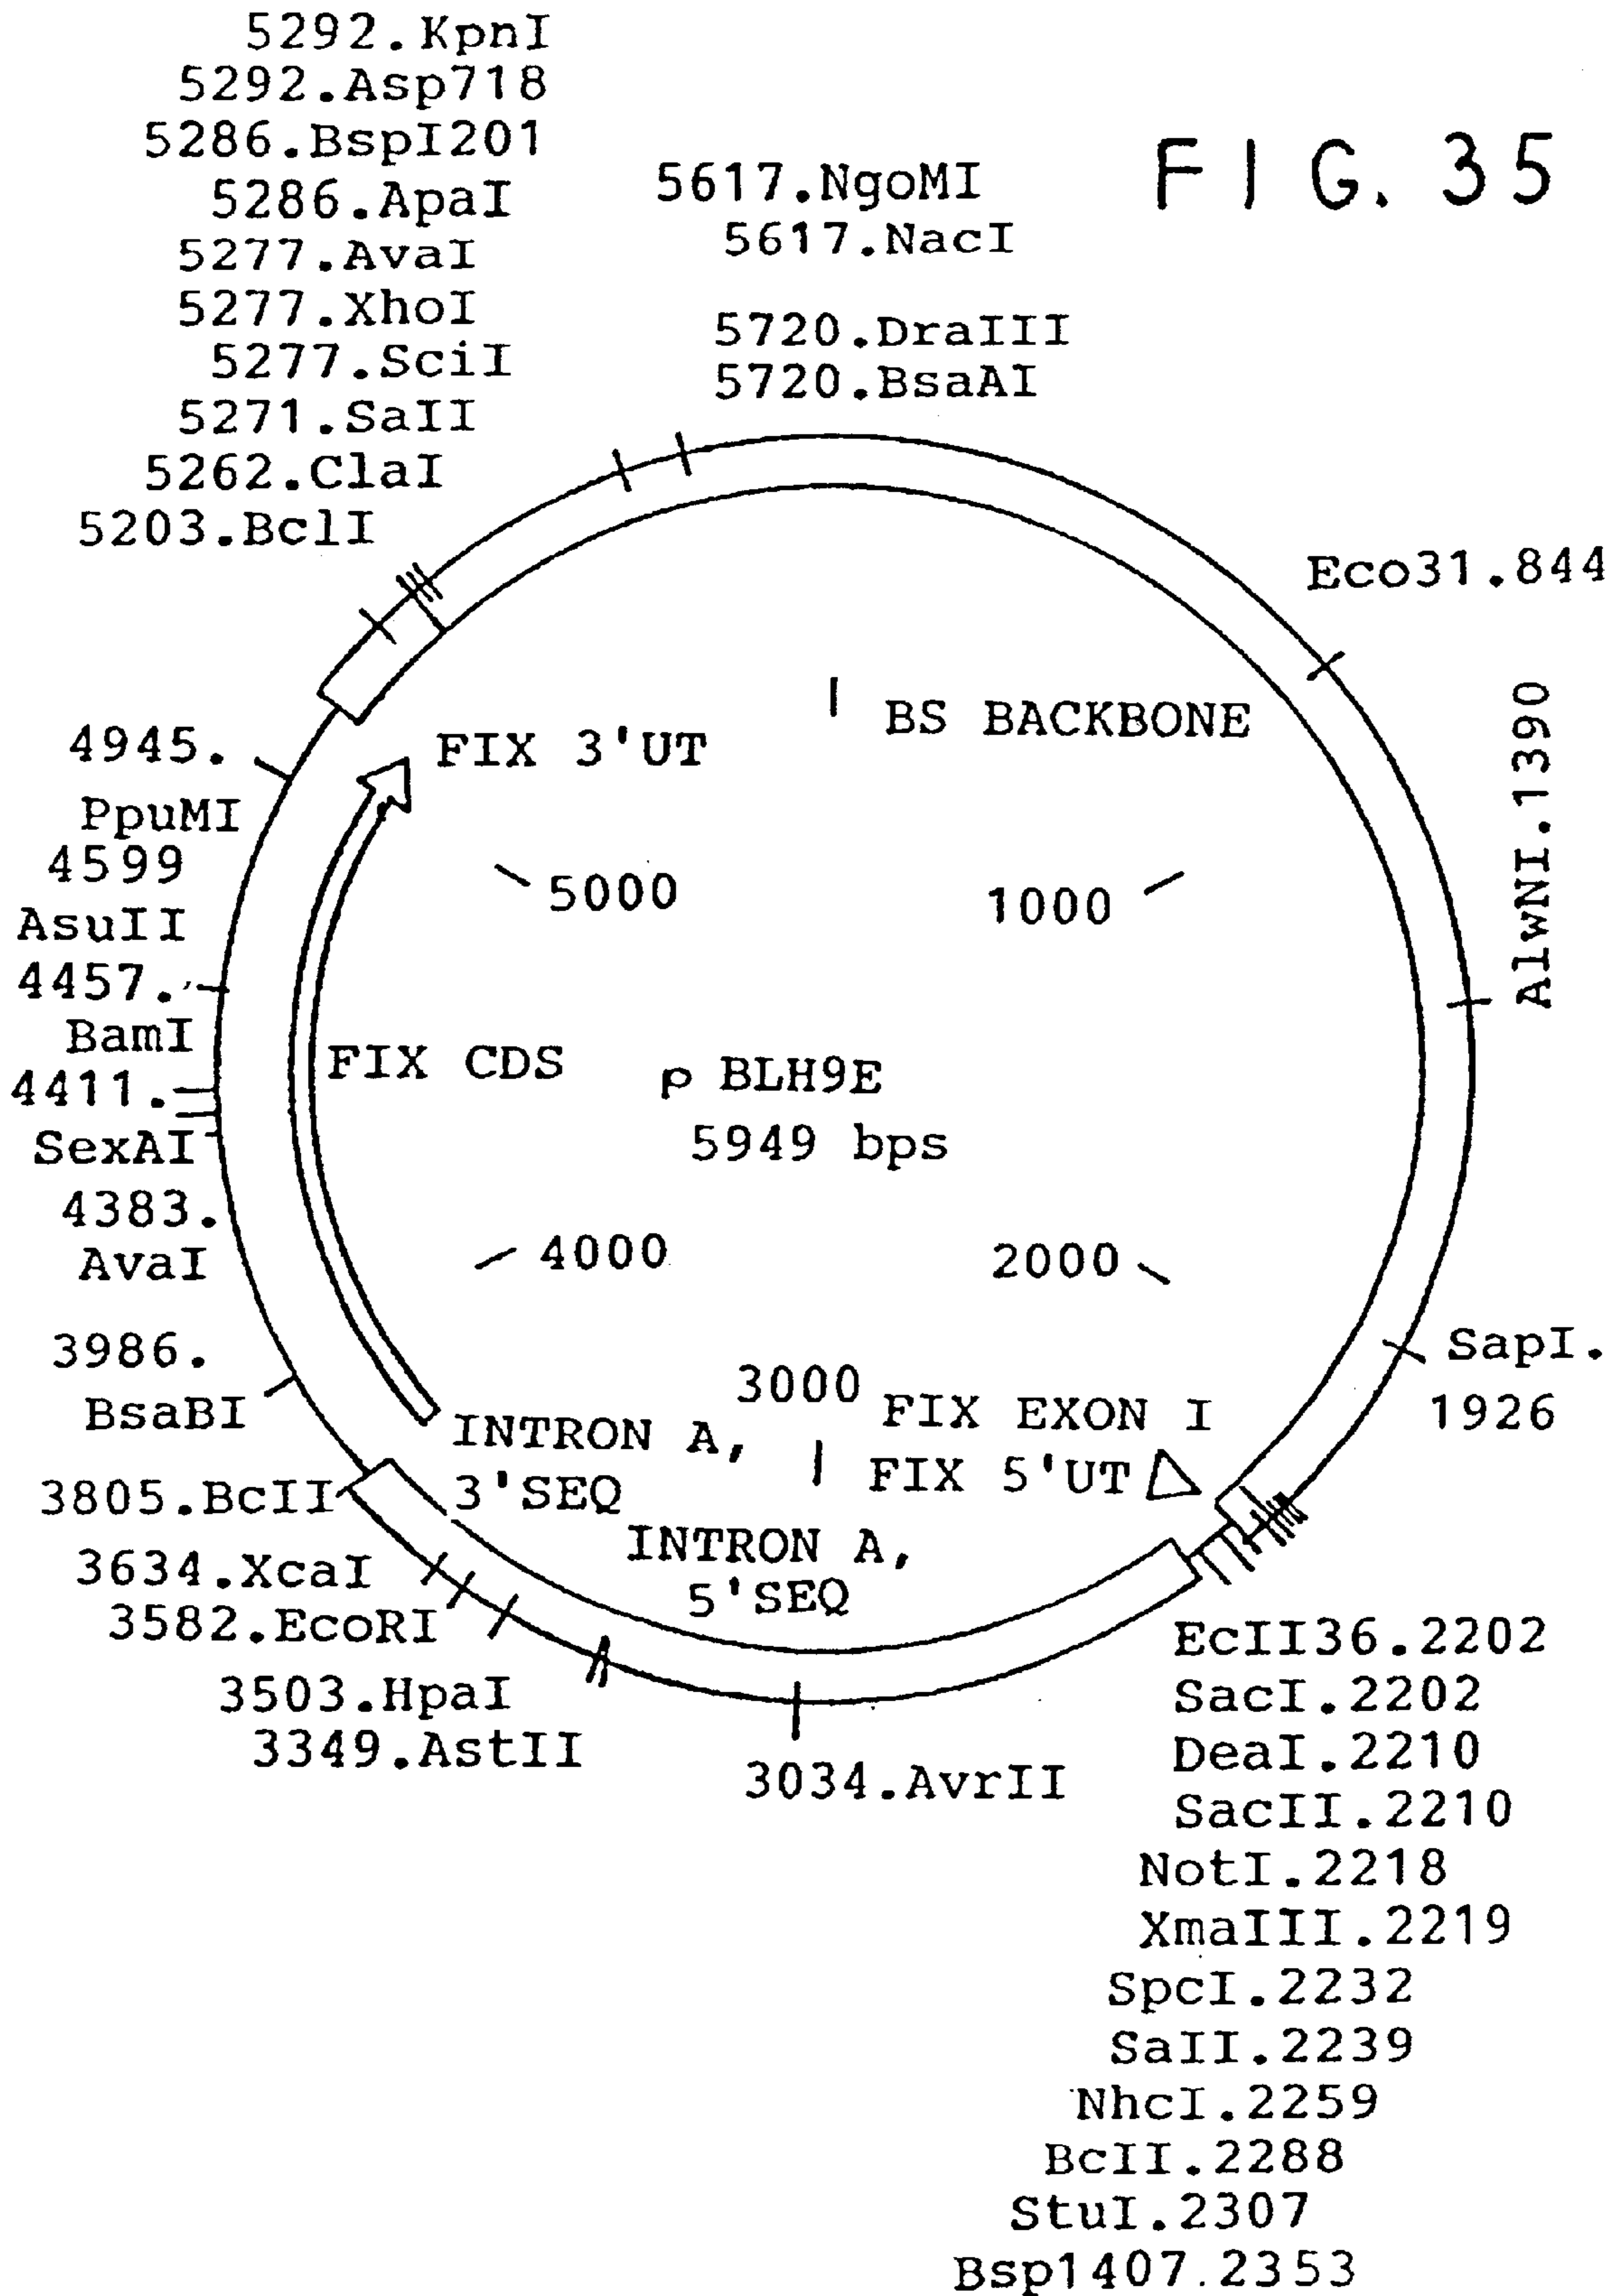 FIG. 35
5292.KpnI
5292.Asp718
5286.BspI201
5286.ApaI
5277.AvaI
5277.XhoI
5277.SciI
5271.SaII
5262.ClaI
5203.BclI
5617.NgoMI
5617.NacI
5720.DraIII
5720.BsaAI
Eco31.844
AlwNI.1390
SapI.
1926
BS BACKBONE
FIX 3'UT
4945.
PpuMI
4599
AsuII
4457.
BamI
4411.
SexAI
4383.
AvaI
3986.
BsaBI
3805.BcII
3634.XcaI
3582.EcoRI
3503.HpaI
3349.AstII
3034.AvrII
5000
1000
FIX CDS
p BLH9E
5949 bps
4000
2000
3000
FIX EXON I
FIX 5'UT
INTRON A,
3'SEQ
INTRON A,
5'SEQ
EcII36.2202
SacI.2202
DeaI.2210
SacII.2210
NotI.2218
XmaIII.2219
SpcI.2232
SaII.2239
NhcI.2259
BcII.2288
StuI.2307
Bsp1407.2353